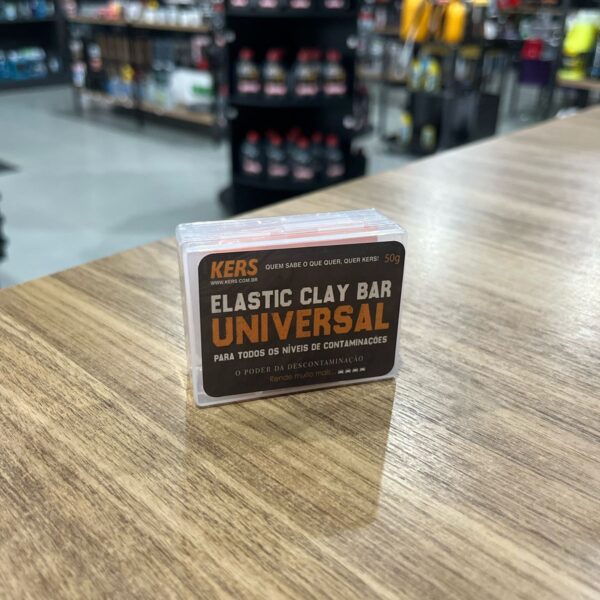 KERS
QUEM SABE O QUE QUER, QUER KERS! 50g
WWW.KERS.COM.BR
ELASTIC CLAY BAR
UNIVERSAL
PARA TODOS OS NÍVEIS DE CONTAMINAÇÕES
O PODER DA DESCONTAMINAÇÃO
Rende muito mais...